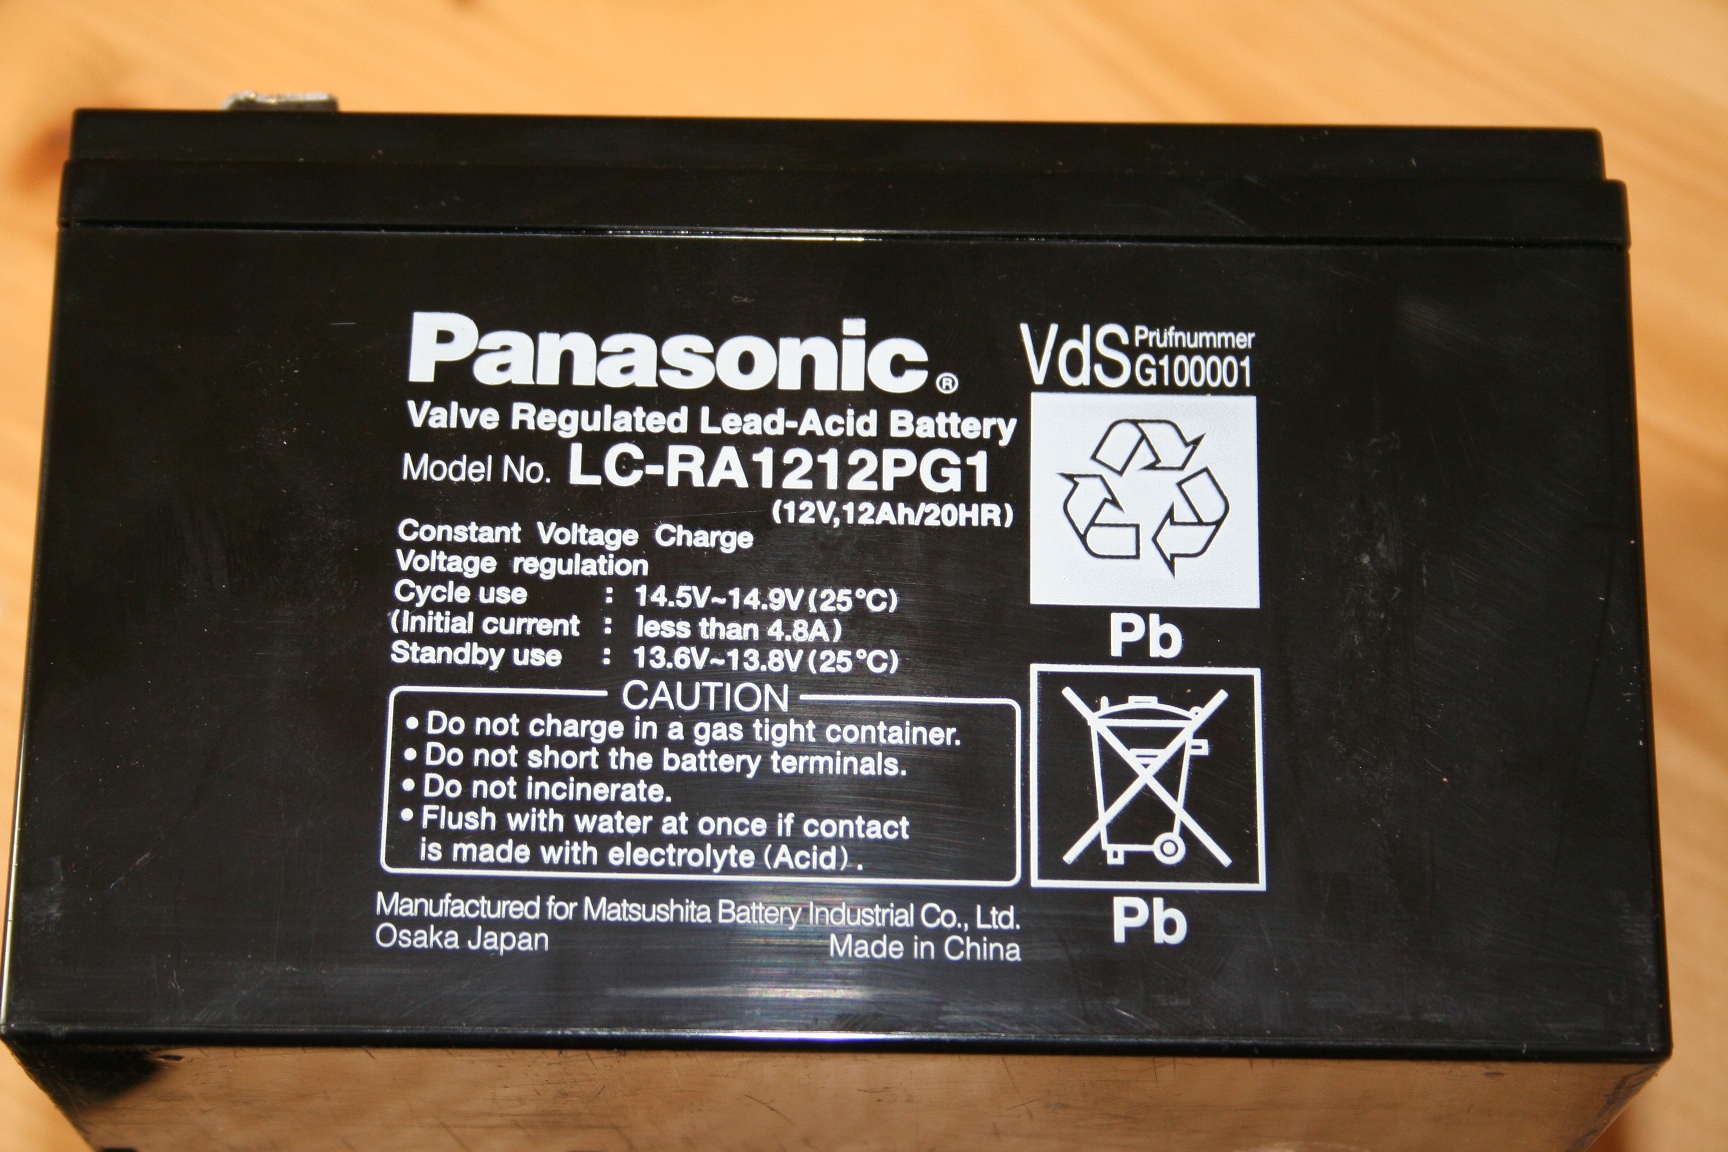 Panasonic®
Valve Regulated Lead-Acid Battery
Model No. LC-RA1212PG1
(12V,12Ah/20HR)
Constant Voltage Charge
Voltage regulation
Cycle use : 14.5V~14.9V(25°C)
(Initial current : less than 4.8A)
Standby use : 13.6V~13.8V(25°C)
CAUTION
• Do not charge in a gas tight container.
• Do not short the battery terminals.
• Do not incinerate.
• Flush with water at once if contact
is made with electrolyte (Acid).
Manufactured for Matsushita Battery Industrial Co., Ltd.
Osaka Japan Made in China
VdS Prüfnummer
G100001
Pb
Pb